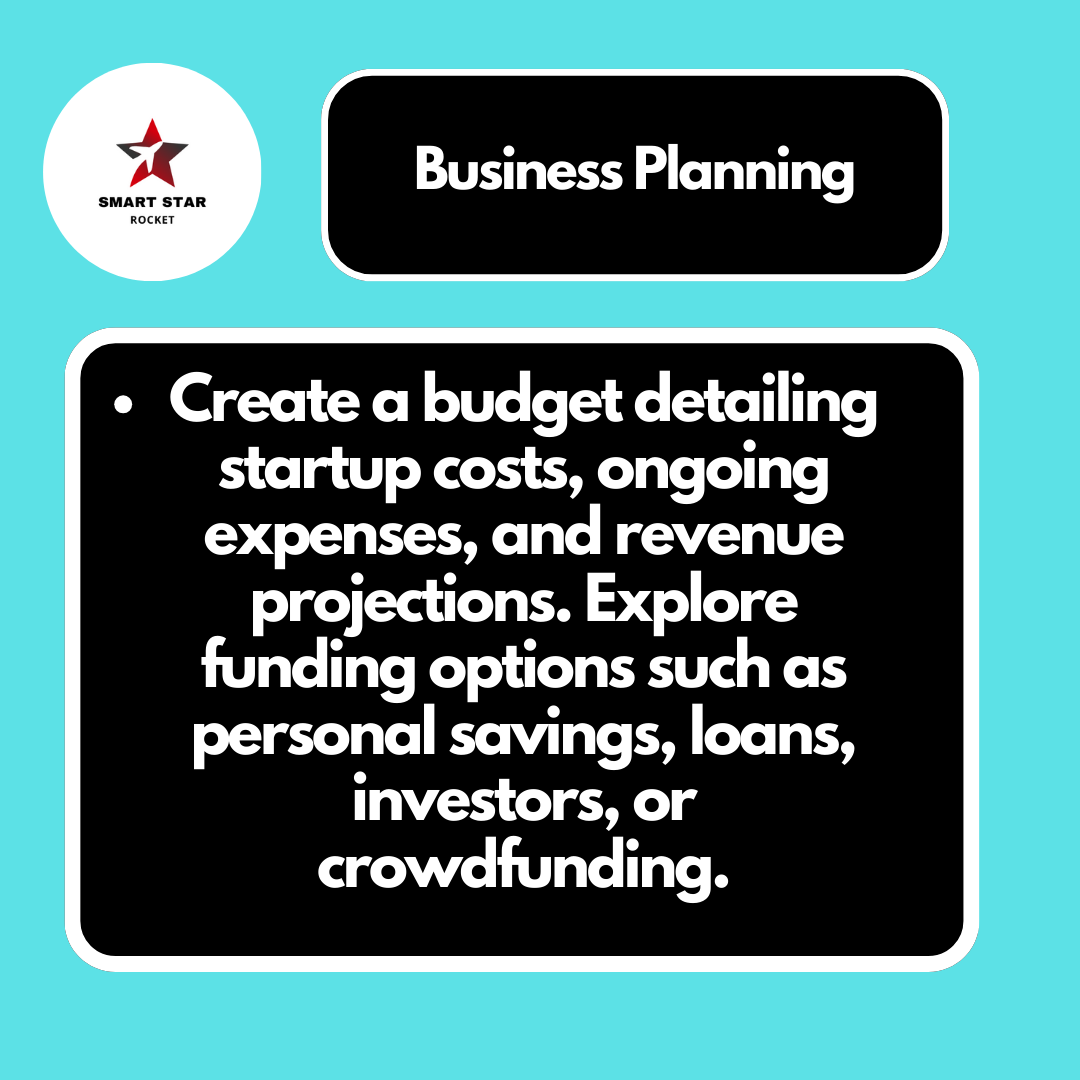 SMART STAR
ROCKET
Business Planning
• Create a budget detailing
startup costs, ongoing
expenses, and revenue
projections. Explore
funding options such as
personal savings, loans,
investors, or
crowdfunding.